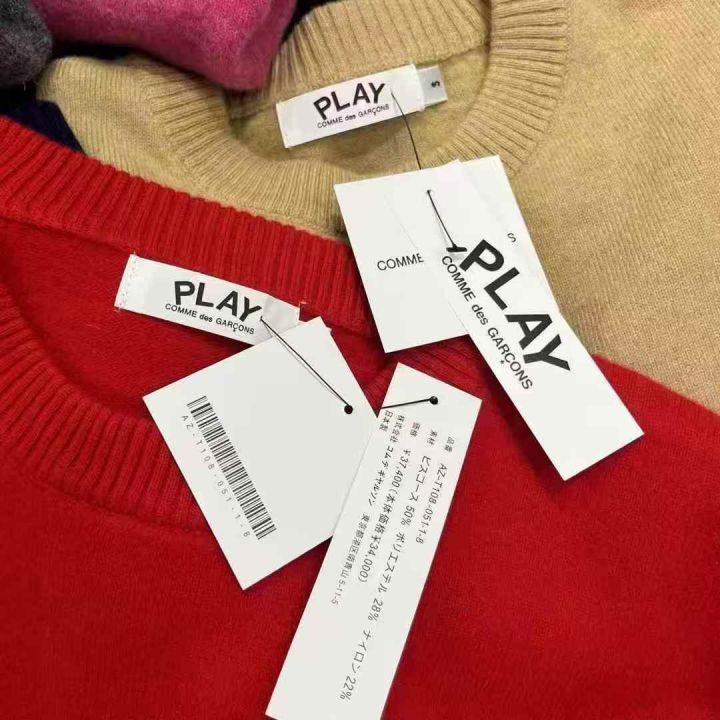 PLAY
COMME des GARÇONS
S
S
COMME
PLAY
COMME des GARÇONS
PLAY
COMME des GARÇONS
AZ-T108-051-1-8
品番 AZ-T108-051-1-8
素材 ビスコース 50% ポリエステル 28% ナイロン 22%
価格 ¥37,400(本体価格¥34,000)
株式会社 コムデギャルソン 東京都港区南青山 5-11-5
日本製